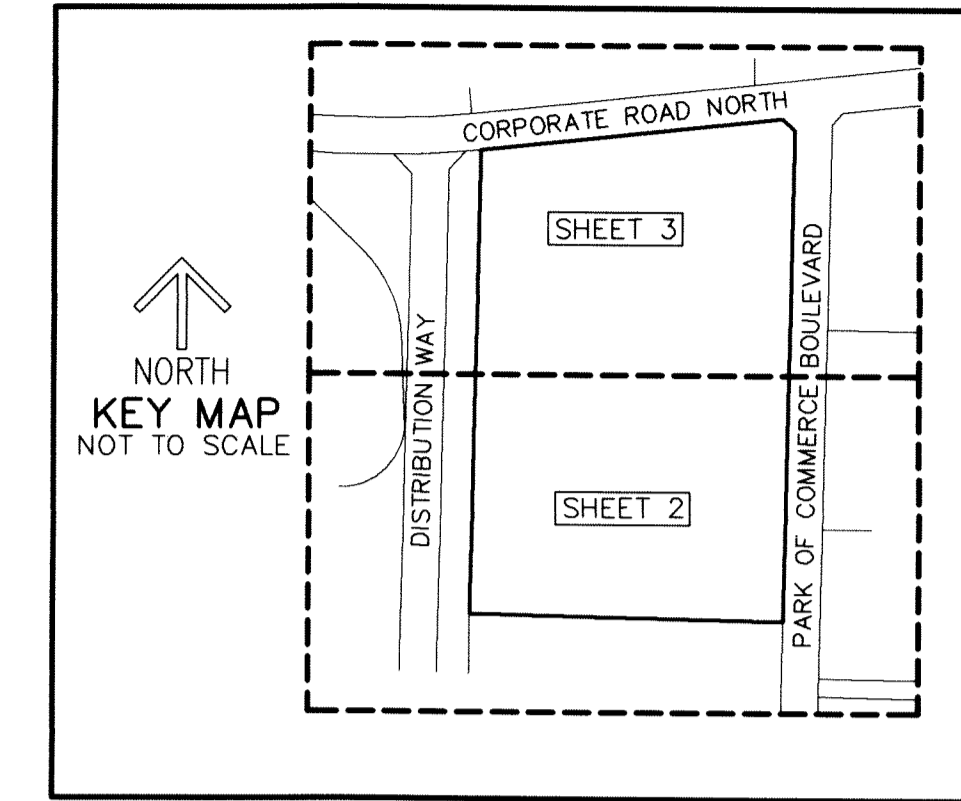 CORPORATE ROAD NORTH
SHEET 3
PARK OF COMMERCE BOULEVARD
DISTRIBUTION WAY
NORTH
KEY MAP
NOT TO SCALE
SHEET 2